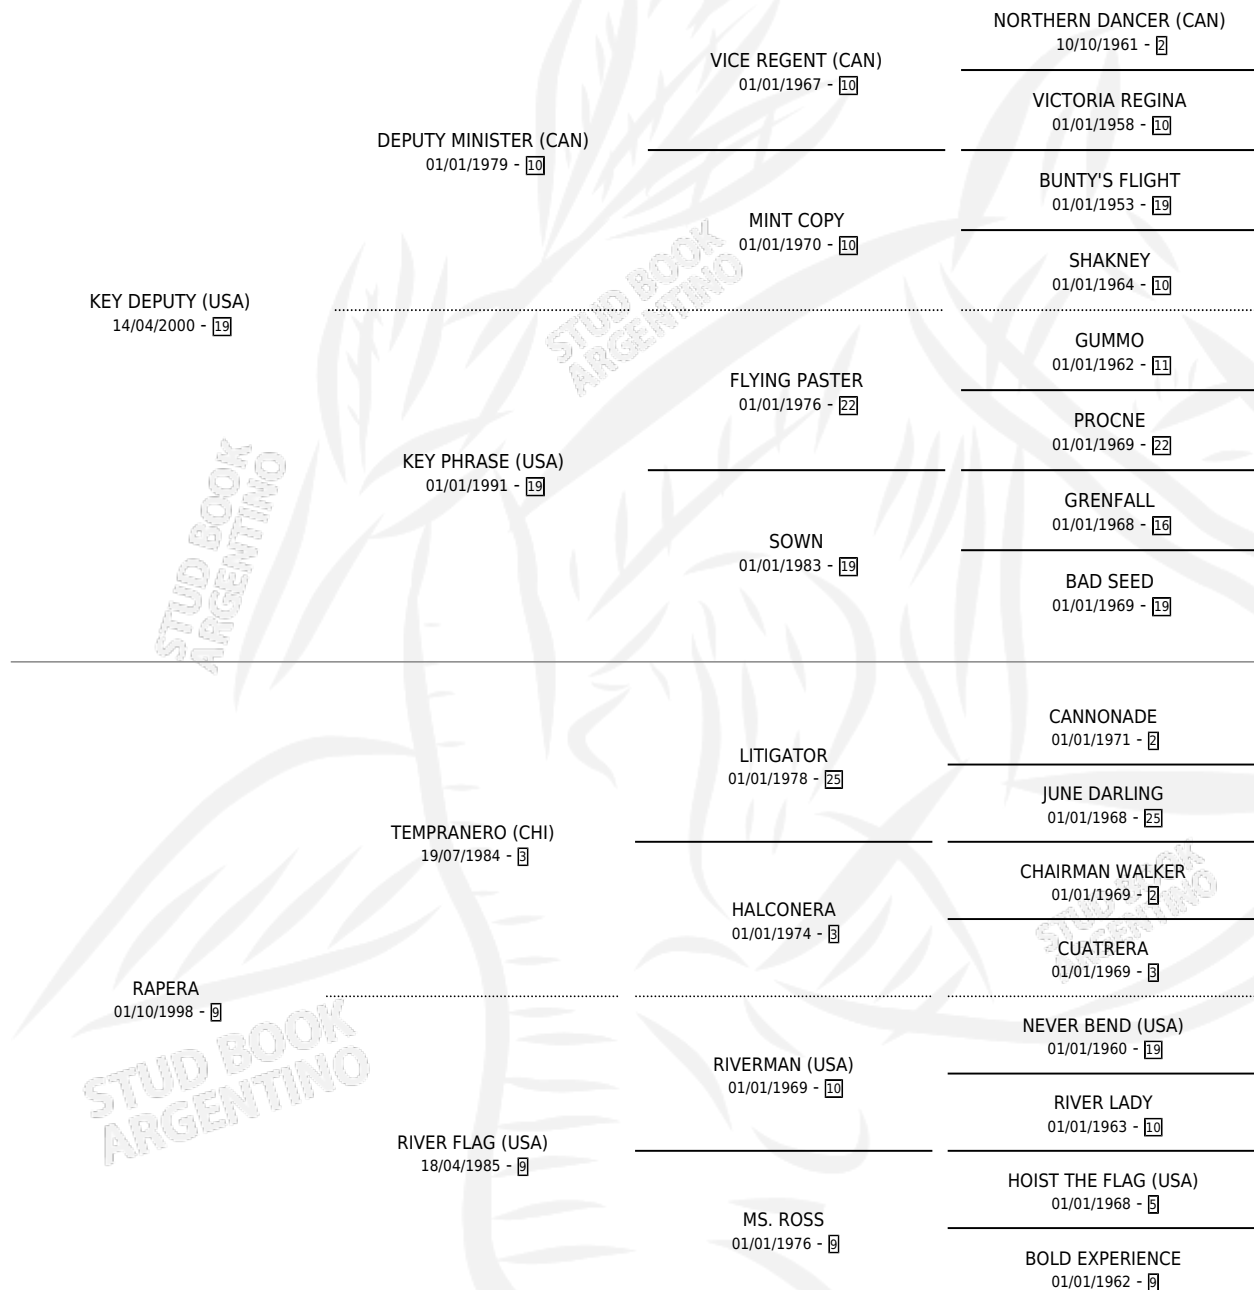 NORTHERN DANCER (CAN)
10/10/1961 - 2
VICE REGENT (CAN)
01/01/1967 - 10
VICTORIA REGINA
01/01/1958 - 10
DEPUTY MINISTER (CAN)
01/01/1979 - 10
BUNTY'S FLIGHT
01/01/1953 - 19
MINT COPY
01/01/1970 - 10
SHAKNEY
01/01/1964 - 10
KEY DEPUTY (USA)
14/04/2000 - 19
STUD BOOK
ARGENTINO
GUMMO
01/01/1962 - 11
FLYING PASTER
01/01/1976 - 22
PROCNE
01/01/1969 - 22
KEY PHRASE (USA)
01/01/1991 - 19
GRENFALL
01/01/1968 - 16
SOWN
01/01/1983 - 19
BAD SEED
01/01/1969 - 19
STUD BOOK
ARGENTINO
CANNONADE
01/01/1971 - 2
LITIGATOR
01/01/1978 - 25
JUNE DARLING
01/01/1968 - 25
TEMPRANERO (CHI)
19/07/1984 - 3
CHAIRMAN WALKER
01/01/1969 - 2
HALCONERA
01/01/1974 - 3
CUATRERA
01/01/1969 - 3
STUD BOOK
ARGENTINO
RAPERA
01/10/1998 - 9
NEVER BEND (USA)
01/01/1960 - 19
RIVERMAN (USA)
01/01/1969 - 10
RIVER LADY
01/01/1963 - 10
STUD BOOK
ARGENTINO
RIVER FLAG (USA)
18/04/1985 - 9
HOIST THE FLAG (USA)
01/01/1968 - 5
MS. ROSS
01/01/1976 - 9
BOLD EXPERIENCE
01/01/1962 - 9